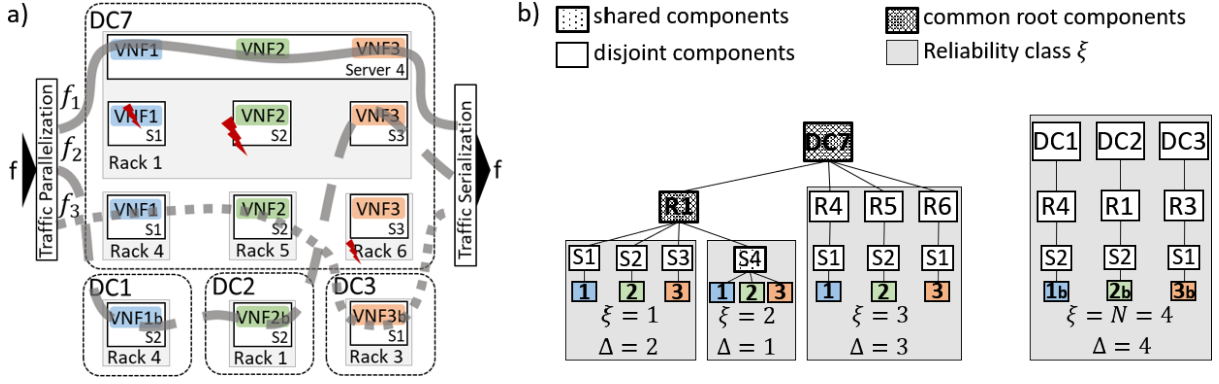 a)
DC7
VNF1 VNF2 VNF3
Server 4
Traffic Parallelization
f
f1
f2
f3
VNF1 VNF2 VNF3
S1 S2 S3
Rack 1
VNF1 VNF2 VNF3
S1 S2 S3
Rack 4 Rack 5 Rack 6
Traffic Serialization
f
DC1 DC2 DC3
VNF1b VNF2b VNF3b
S2 S2 S1
Rack 4 Rack 1 Rack 3
b)
shared components
common root components
disjoint components
Reliability class ξ
DC7
DC1 DC2 DC3
R1 R4 R5 R6 R4 R1 R3
S1 S2 S3 S4 S1 S2 S1 S2 S2 S1
1 2 3 1 2 3 1 2 3 1b 2b 3b
ξ = 1 ξ = 2 ξ = 3 ξ = N = 4
Δ = 2 Δ = 1 Δ = 3 Δ = 4